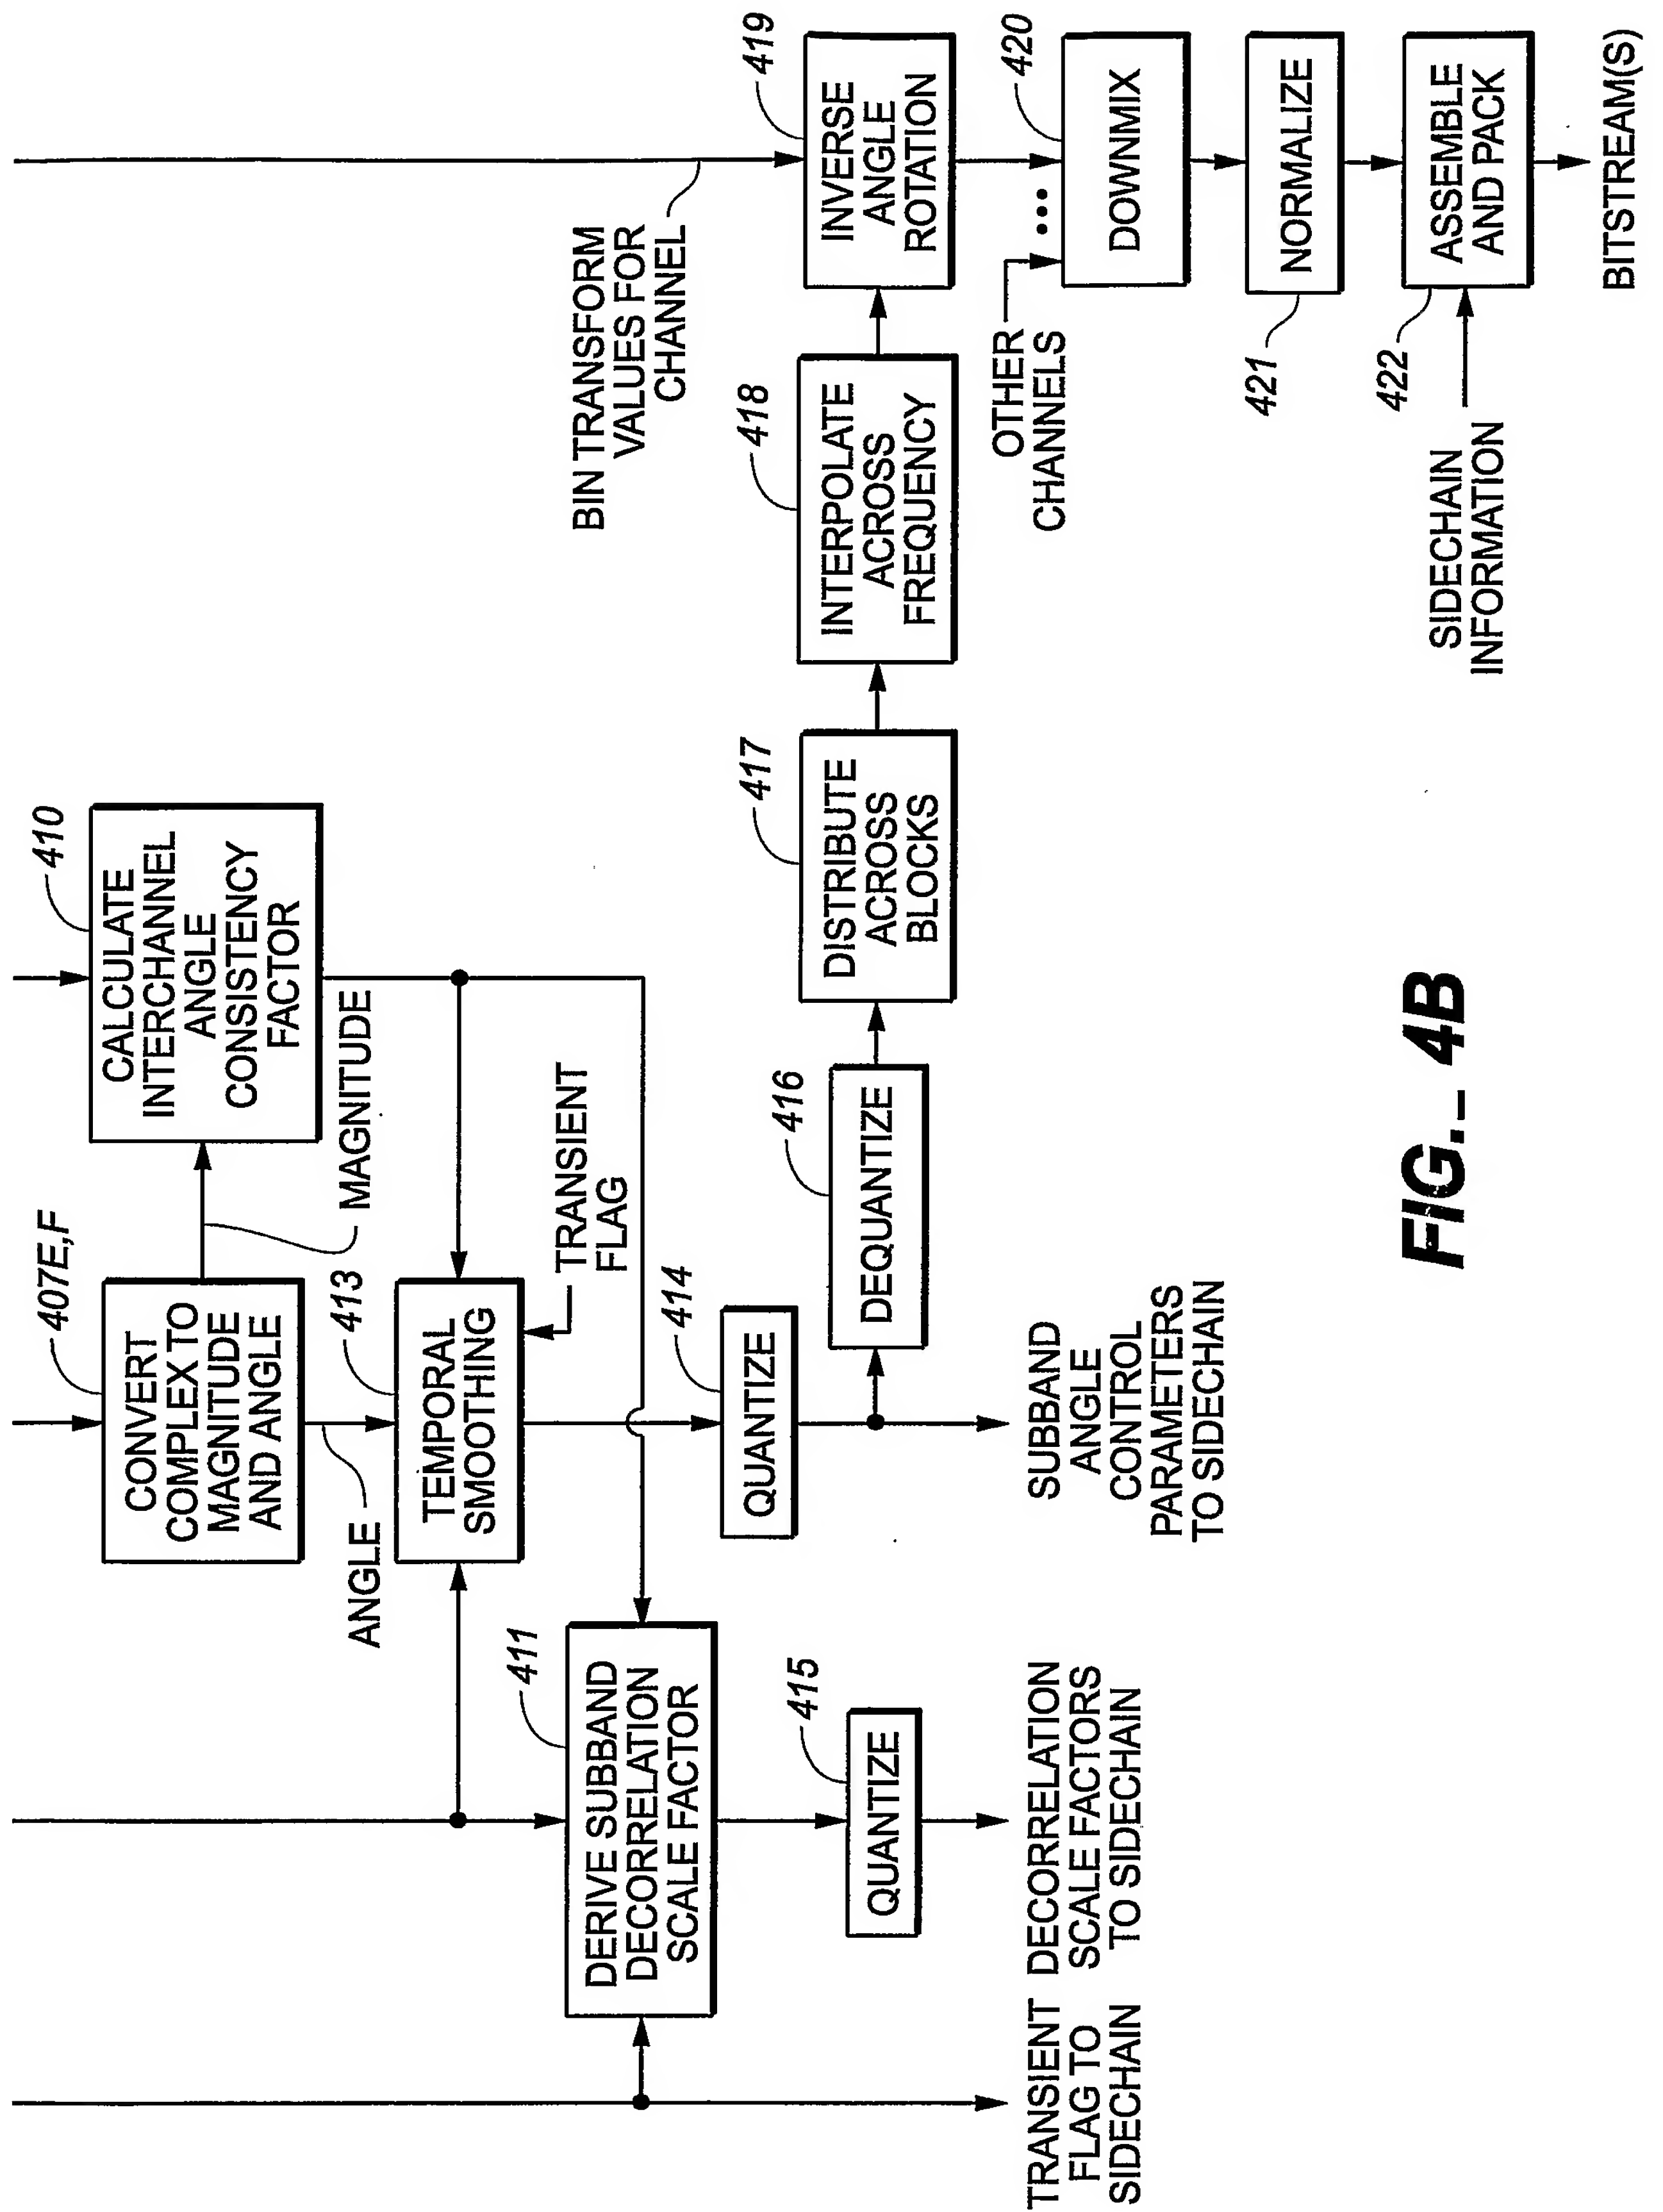 407E,F
CONVERT
COMPLEX TO
MAGNITUDE
AND ANGLE
410
CALCULATE
INTERCHANNEL
ANGLE
CONSISTENCY
FACTOR
MAGNITUDE
ANGLE
413
TEMPORAL
SMOOTHING
TRANSIENT
FLAG
411
DERIVE SUBBAND
DECORRELATION
SCALE FACTOR
414
QUANTIZE
415
QUANTIZE
416
DEQUANTIZE
417
DISTRIBUTE
ACROSS
BLOCKS
418
INTERPOLATE
ACROSS
FREQUENCY
BIN TRANSFORM
VALUES FOR
CHANNEL
419
INVERSE
ANGLE
ROTATION
OTHER
CHANNELS
...
420
DOWNMIX
421
NORMALIZE
422
ASSEMBLE
AND PACK
SIDECHAIN
INFORMATION
BITSTREAM(S)
TRANSIENT
FLAG TO
SIDECHAIN
DECORRELATION
SCALE FACTORS
TO SIDECHAIN
SUBBAND
ANGLE
CONTROL
PARAMETERS
TO SIDECHAIN
FIG._ 4B